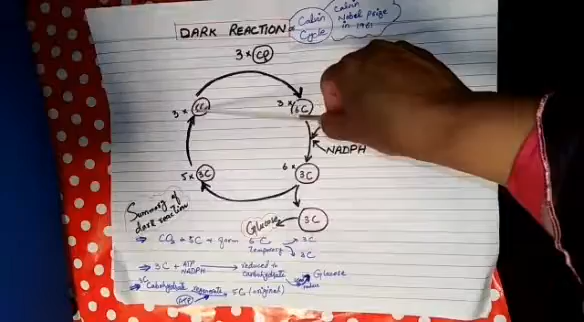 DARK REACTION = Calvin Cycle
Calvin Nobel Prize in 1961
3 × CO₂
3 ×
3 × 6C
NADPH
5 × 3C
6 × 3C
3C
Glucose
Summary of dark reaction
⇒ CO₂ + 5C + 6C 3C
Temporary 3C
⇒ 3C + ATP NADPH → reduced to carbohydrate Glucose
⇒ 3C Carbohydrate regenerate → 5C (original)